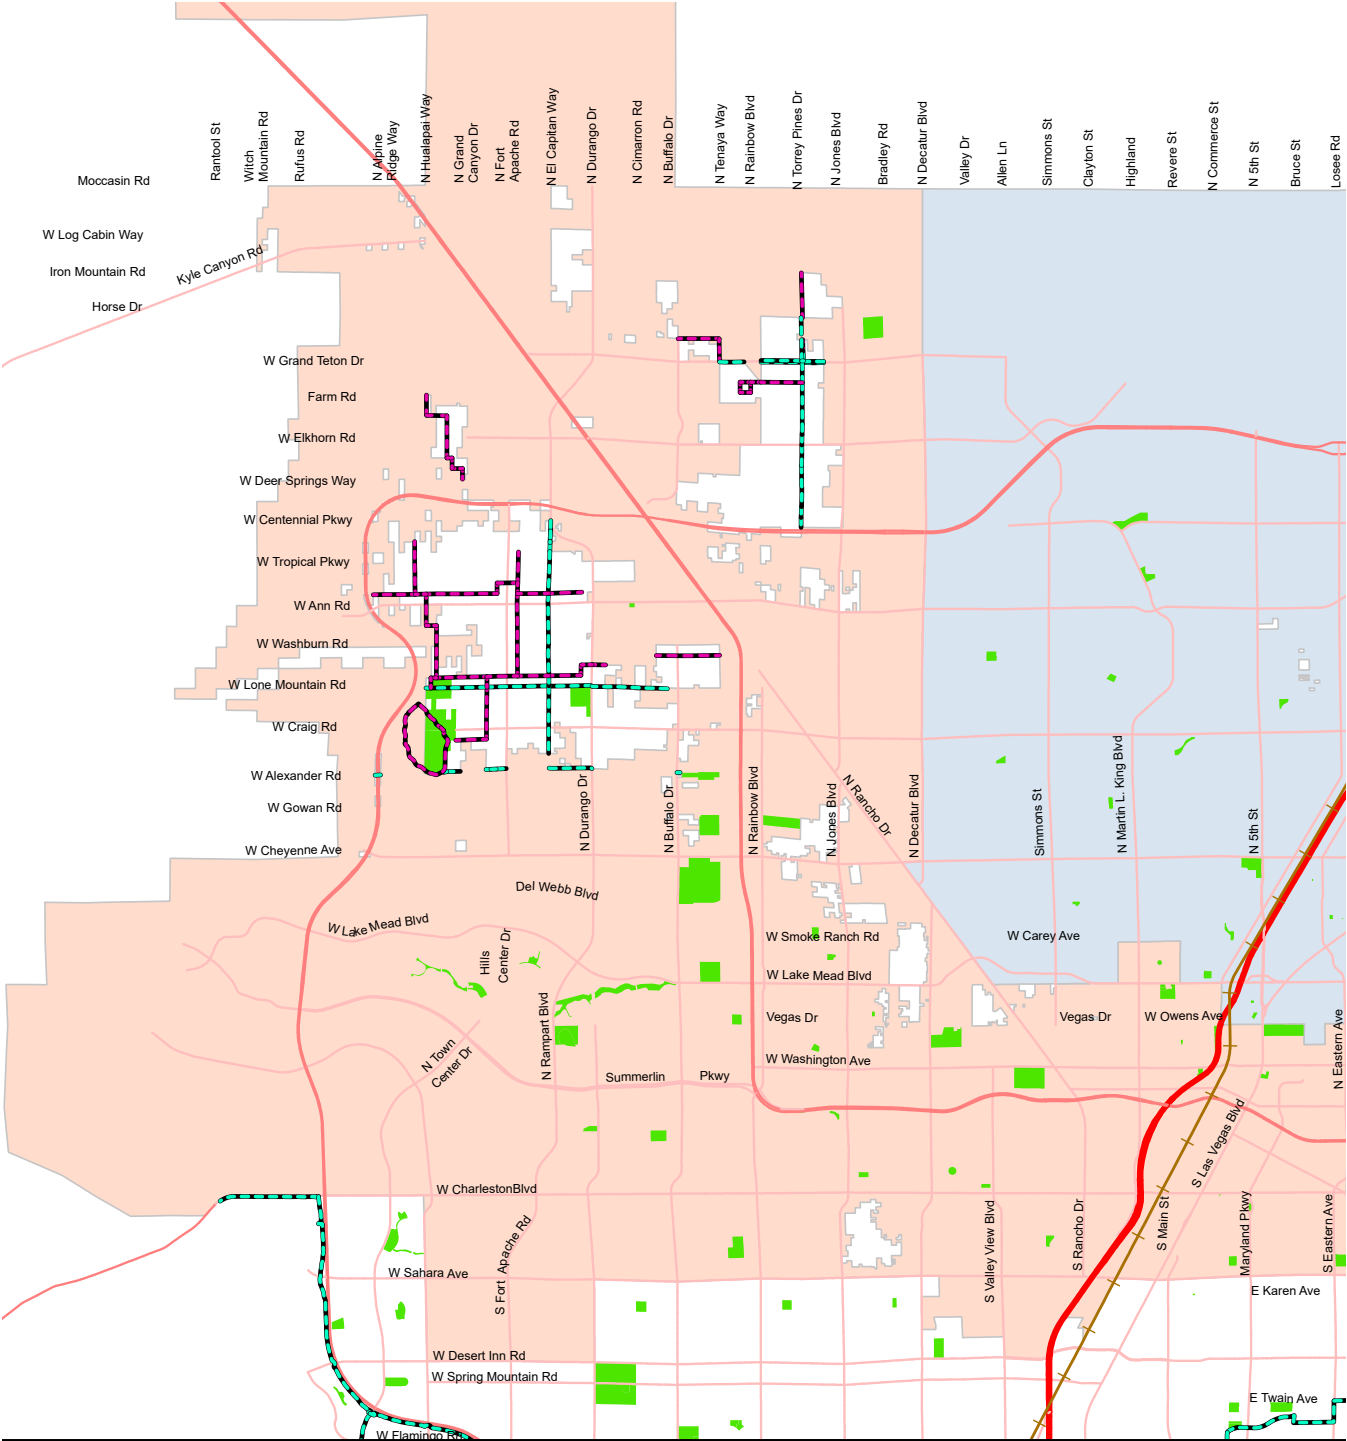 Rantool St
Witch
Mountain Rd
Rufus Rd
N Alpine
Ridge Way
N Hualapai Way
N Grand
Canyon Dr
N Fort
Apache Rd
N El Capitan Way
N Durango Dr
N Cimarron Rd
N Buffalo Dr
N Tenaya Way
N Rainbow Blvd
N Torrey Pines Dr
N Jones Blvd
Bradley Rd
N Decatur Blvd
Valley Dr
Allen Ln
Simmons St
Clayton St
Highland
Revere St
N Commerce St
N 5th St
Bruce St
Losee Rd
Moccasin Rd
W Log Cabin Way
Kyle Canyon Rd
Iron Mountain Rd
Horse Dr
W Grand Teton Dr
Farm Rd
W Elkhorn Rd
W Deer Springs Way
W Centennial Pkwy
W Tropical Pkwy
W Ann Rd
W Washburn Rd
W Lone Mountain Rd
W Craig Rd
W Alexander Rd
W Gowan Rd
W Cheyenne Ave
N Durango Dr
N Buffalo Dr
N Rainbow Blvd
N Jones Blvd
N Rancho Dr
N Decatur Blvd
Simmons St
N Martin L. King Blvd
N 5th St
Del Webb Blvd
W Lake Mead Blvd
Hills
Center Dr
W Smoke Ranch Rd
W Carey Ave
W Lake Mead Blvd
N Rampart Blvd
Vegas Dr
Vegas Dr
W Owens Ave
N Town
Center Dr
W Washington Ave
Summerlin
Pkwy
N Eastern Ave
S Las Vegas Blvd
W CharlestonBlvd
S Fort Apache Rd
S Valley View Blvd
S Rancho Dr
S Main St
Maryland Pkwy
S Eastern Ave
W Sahara Ave
E Karen Ave
W Desert Inn Rd
W Spring Mountain Rd
E Twain Ave
W Flamingo Rd